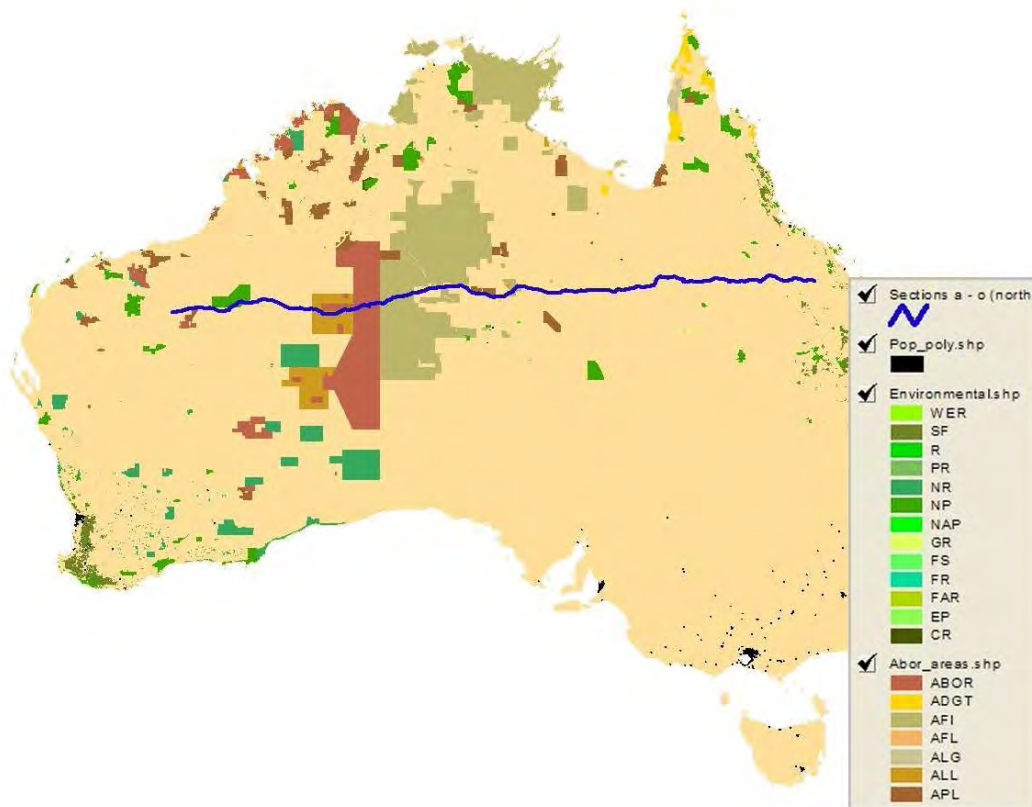 Sections a - o (north
Pop_poly.shp
Environmental.shp
WER
SF
R
PR
NR
NP
NAP
GR
FS
FR
FAR
EP
CR
Abor_areas.shp
ABOR
ADGT
AFI
AFL
ALG
ALL
APL